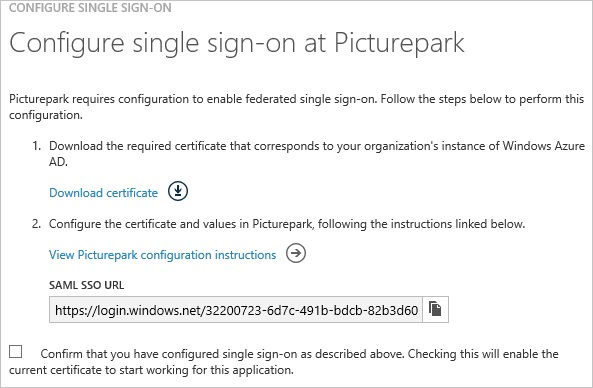 CONFIGURE SINGLE SIGN-ON
Configure single sign-on at Picturepark
Picturepark requires configuration to enable federated single sign-on. Follow the steps below to perform this
configuration.
1. Download the required certificate that corresponds to your organization's instance of Windows Azure
AD.
Download certificate
2. Configure the certificate and values in Picturepark, following the instructions linked below.
View Picturepark configuration instructions
SAML SSO URL
https://login.windows.net/32200723-6d7c-491b-bdcb-82b3d60
Confirm that you have configured single sign-on as described above. Checking this will enable the
current certificate to start working for this application.